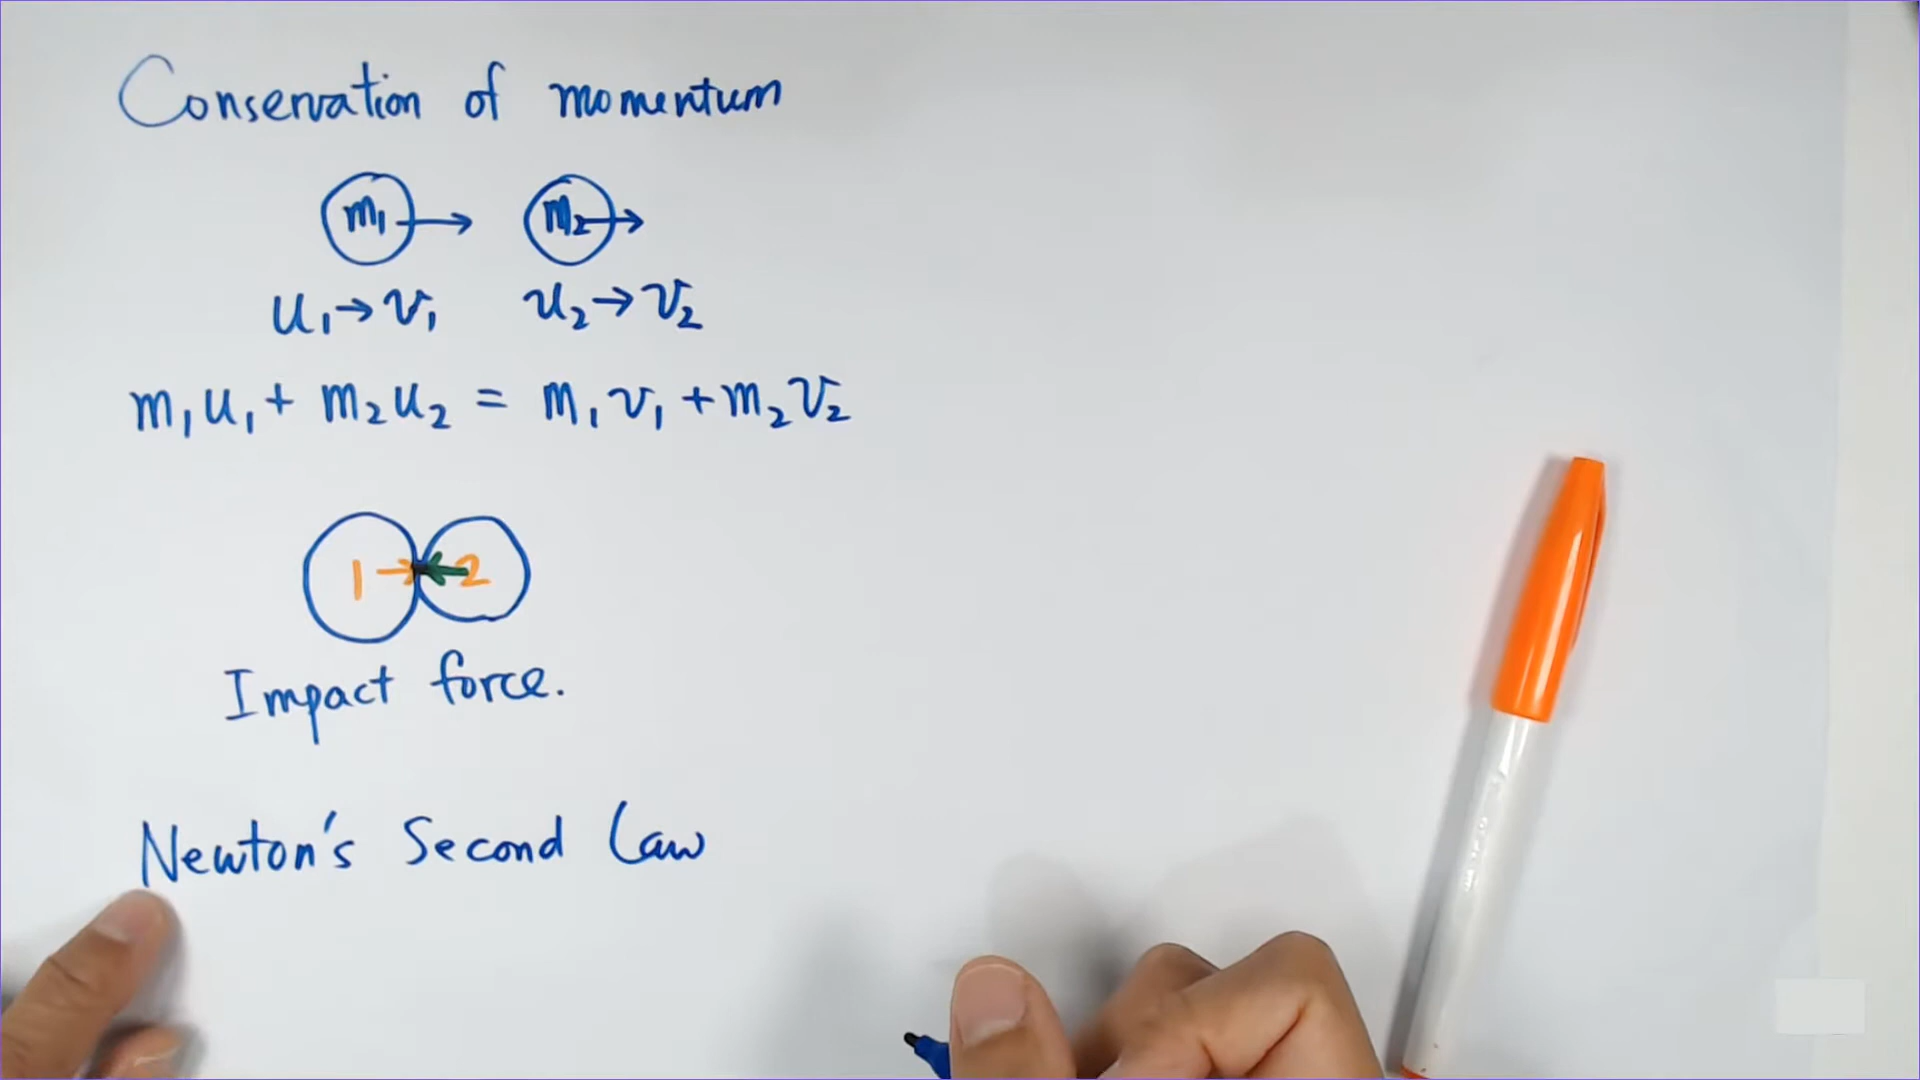 Conservation of momentum
m₁ → m₂ →
u₁ → v₁ u₂ → v₂
m₁u₁ + m₂u₂ = m₁v₁ + m₂v₂
1 → ← 2
Impact force.
Newton's Second Law